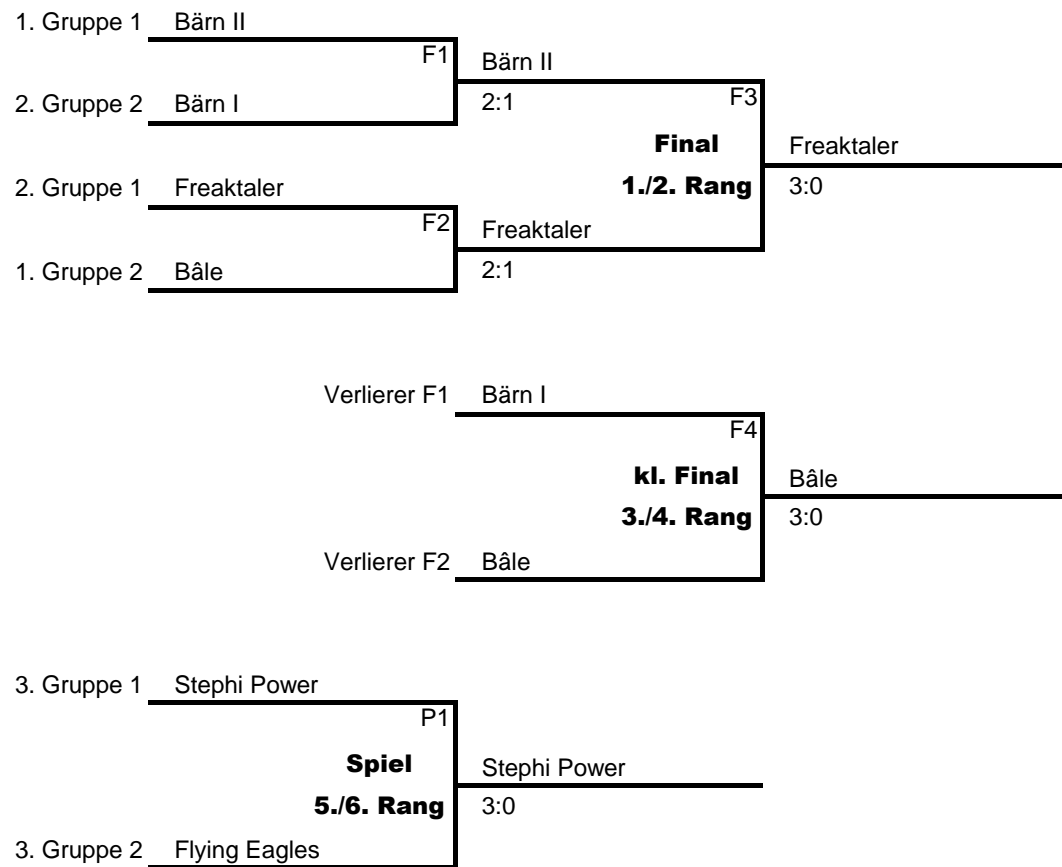 1. Gruppe 1 Bärn II
F1
Bärn II
2. Gruppe 2 Bärn I
2:1
F3
Final
1./2. Rang
Freaktaler
3:0
2. Gruppe 1 Freaktaler
F2
Freaktaler
1. Gruppe 2 Bâle
2:1
Verlierer F1 Bärn I
F4
kl. Final
3./4. Rang
Bâle
3:0
Verlierer F2 Bâle
3. Gruppe 1 Stephi Power
P1
Spiel
5./6. Rang
Stephi Power
3:0
3. Gruppe 2 Flying Eagles